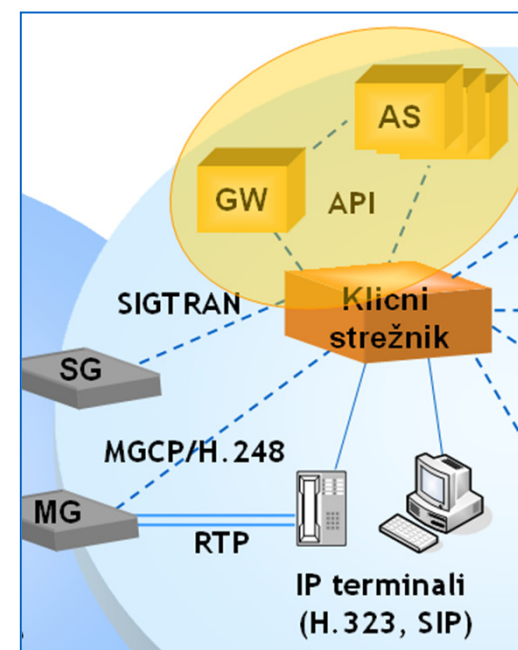 AS
GW
API
Klicni
strežnik
SIGTRAN
SG
MGCP/H.248
MG
RTP
IP terminali
(H.323, SIP)